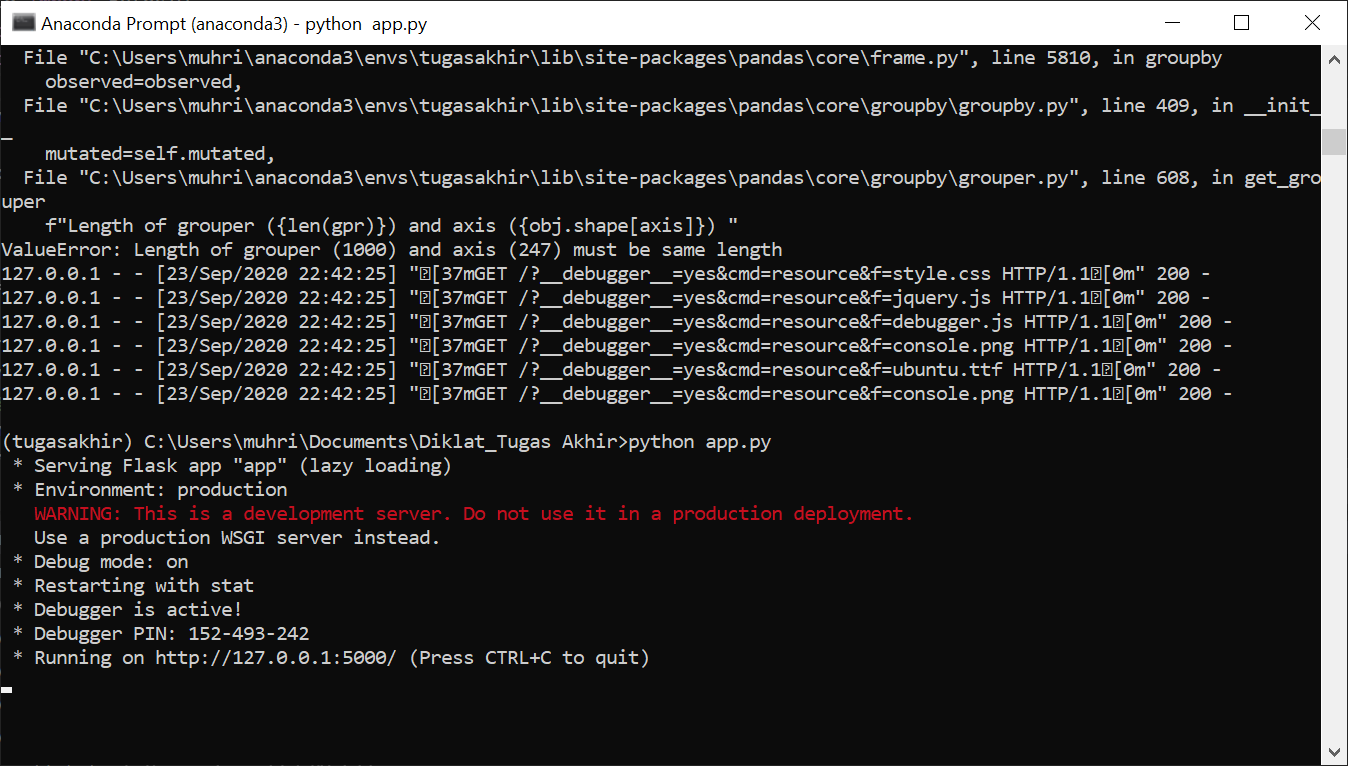 Anaconda Prompt (anaconda3) - python  app.py
  File "C:\Users\muhri\anaconda3\envs\tugasakhir\lib\site-packages\pandas\core\frame.py", line 5810, in groupby
    observed=observed,
  File "C:\Users\muhri\anaconda3\envs\tugasakhir\lib\site-packages\pandas\core\groupby\groupby.py", line 409, in __init_
_
    mutated=self.mutated,
  File "C:\Users\muhri\anaconda3\envs\tugasakhir\lib\site-packages\pandas\core\groupby\grouper.py", line 608, in get_gro
uper
    f"Length of grouper ({len(gpr)}) and axis ({obj.shape[axis]}) "
ValueError: Length of grouper (1000) and axis (247) must be same length
127.0.0.1 - - [23/Sep/2020 22:42:25] "�[37mGET /?__debugger__=yes&cmd=resource&f=style.css HTTP/1.1�[0m" 200 -
127.0.0.1 - - [23/Sep/2020 22:42:25] "�[37mGET /?__debugger__=yes&cmd=resource&f=jquery.js HTTP/1.1�[0m" 200 -
127.0.0.1 - - [23/Sep/2020 22:42:25] "�[37mGET /?__debugger__=yes&cmd=resource&f=debugger.js HTTP/1.1�[0m" 200 -
127.0.0.1 - - [23/Sep/2020 22:42:25] "�[37mGET /?__debugger__=yes&cmd=resource&f=console.png HTTP/1.1�[0m" 200 -
127.0.0.1 - - [23/Sep/2020 22:42:25] "�[37mGET /?__debugger__=yes&cmd=resource&f=ubuntu.ttf HTTP/1.1�[0m" 200 -
127.0.0.1 - - [23/Sep/2020 22:42:25] "�[37mGET /?__debugger__=yes&cmd=resource&f=console.png HTTP/1.1�[0m" 200 -
(tugasakhir) C:\Users\muhri\Documents\Diklat_Tugas Akhir>python app.py
 * Serving Flask app "app" (lazy loading)
 * Environment: production
   WARNING: This is a development server. Do not use it in a production deployment.
   Use a production WSGI server instead.
 * Debug mode: on
 * Restarting with stat
 * Debugger is active!
 * Debugger PIN: 152-493-242
 * Running on http://127.0.0.1:5000/ (Press CTRL+C to quit)